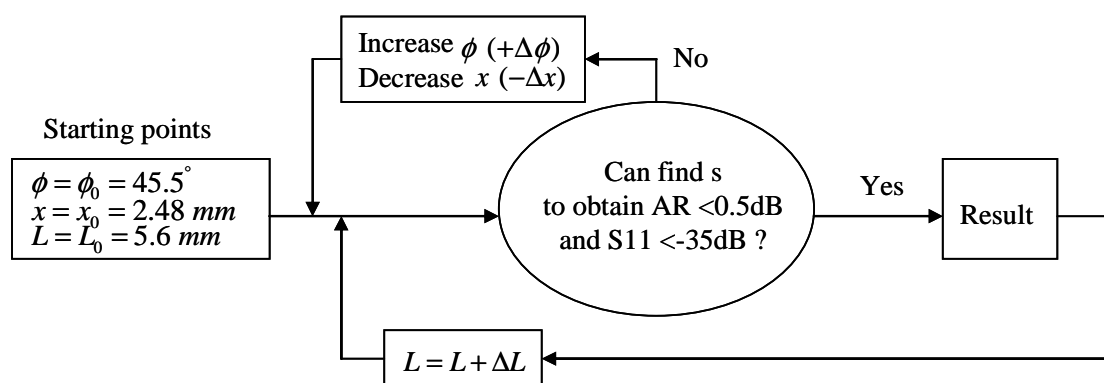 Increase ϕ (+Δϕ)
Decrease x (−Δx)
No
Starting points
ϕ = ϕ₀ = 45.5°
x = x₀ = 2.48 mm
L = L₀ = 5.6 mm
Can find s
to obtain AR <0.5dB
and S11 <-35dB ?
Yes
Result
L = L + ΔL